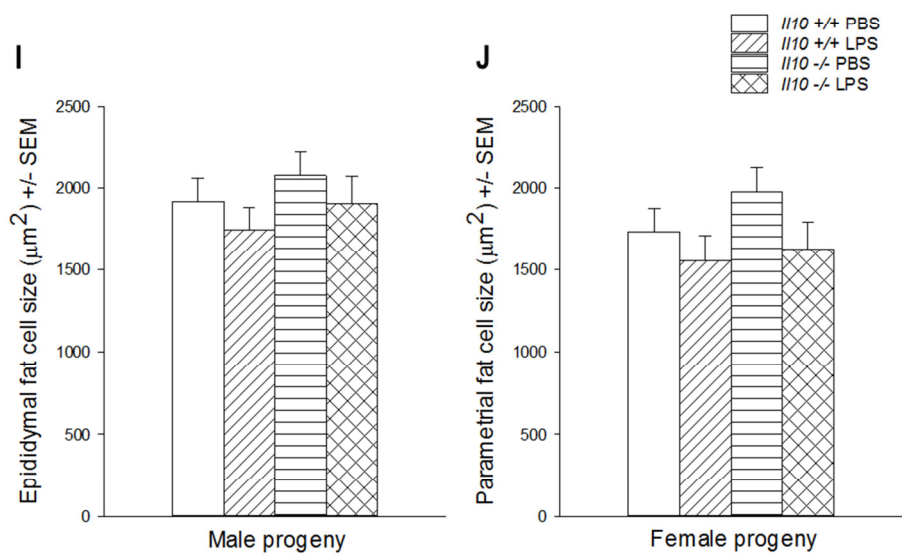 I
J
Il10 +/+ PBS
Il10 +/+ LPS
Il10 -/- PBS
Il10 -/- LPS
Epididymal fat cell size (μm²) +/- SEM
2500
2000
1500
1000
500
0
Male progeny
Parametrial fat cell size (μm²) +/- SEM
2500
2000
1500
1000
500
0
Female progeny